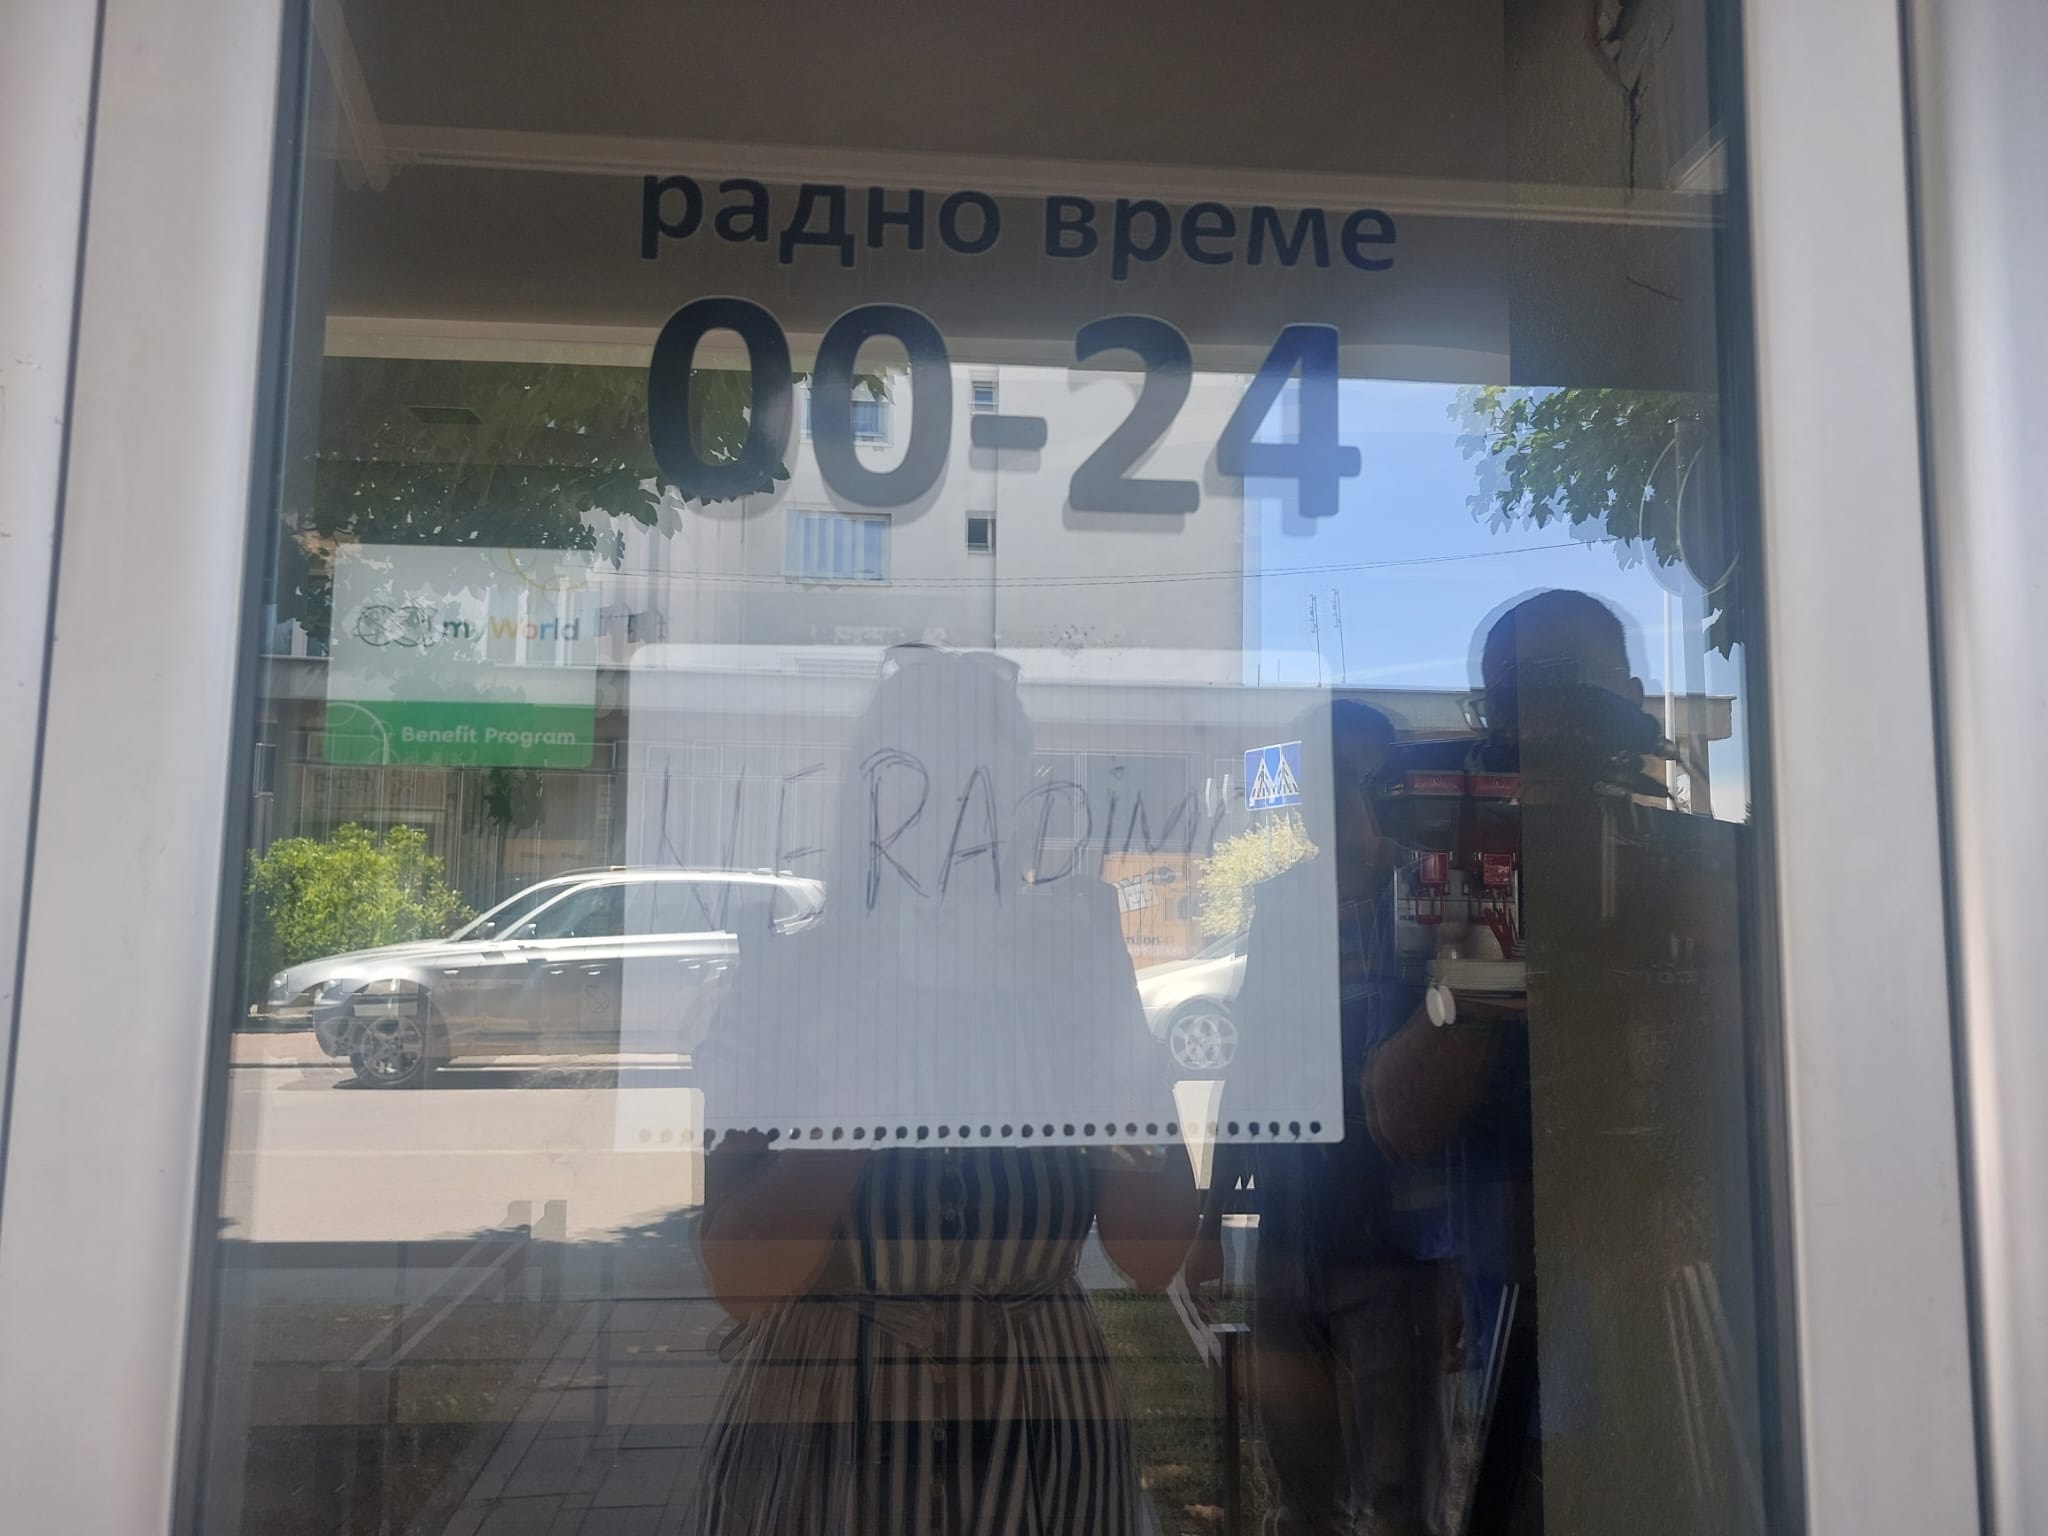 радно време
00-24
myWorld
Benefit Program
NE RADIMO